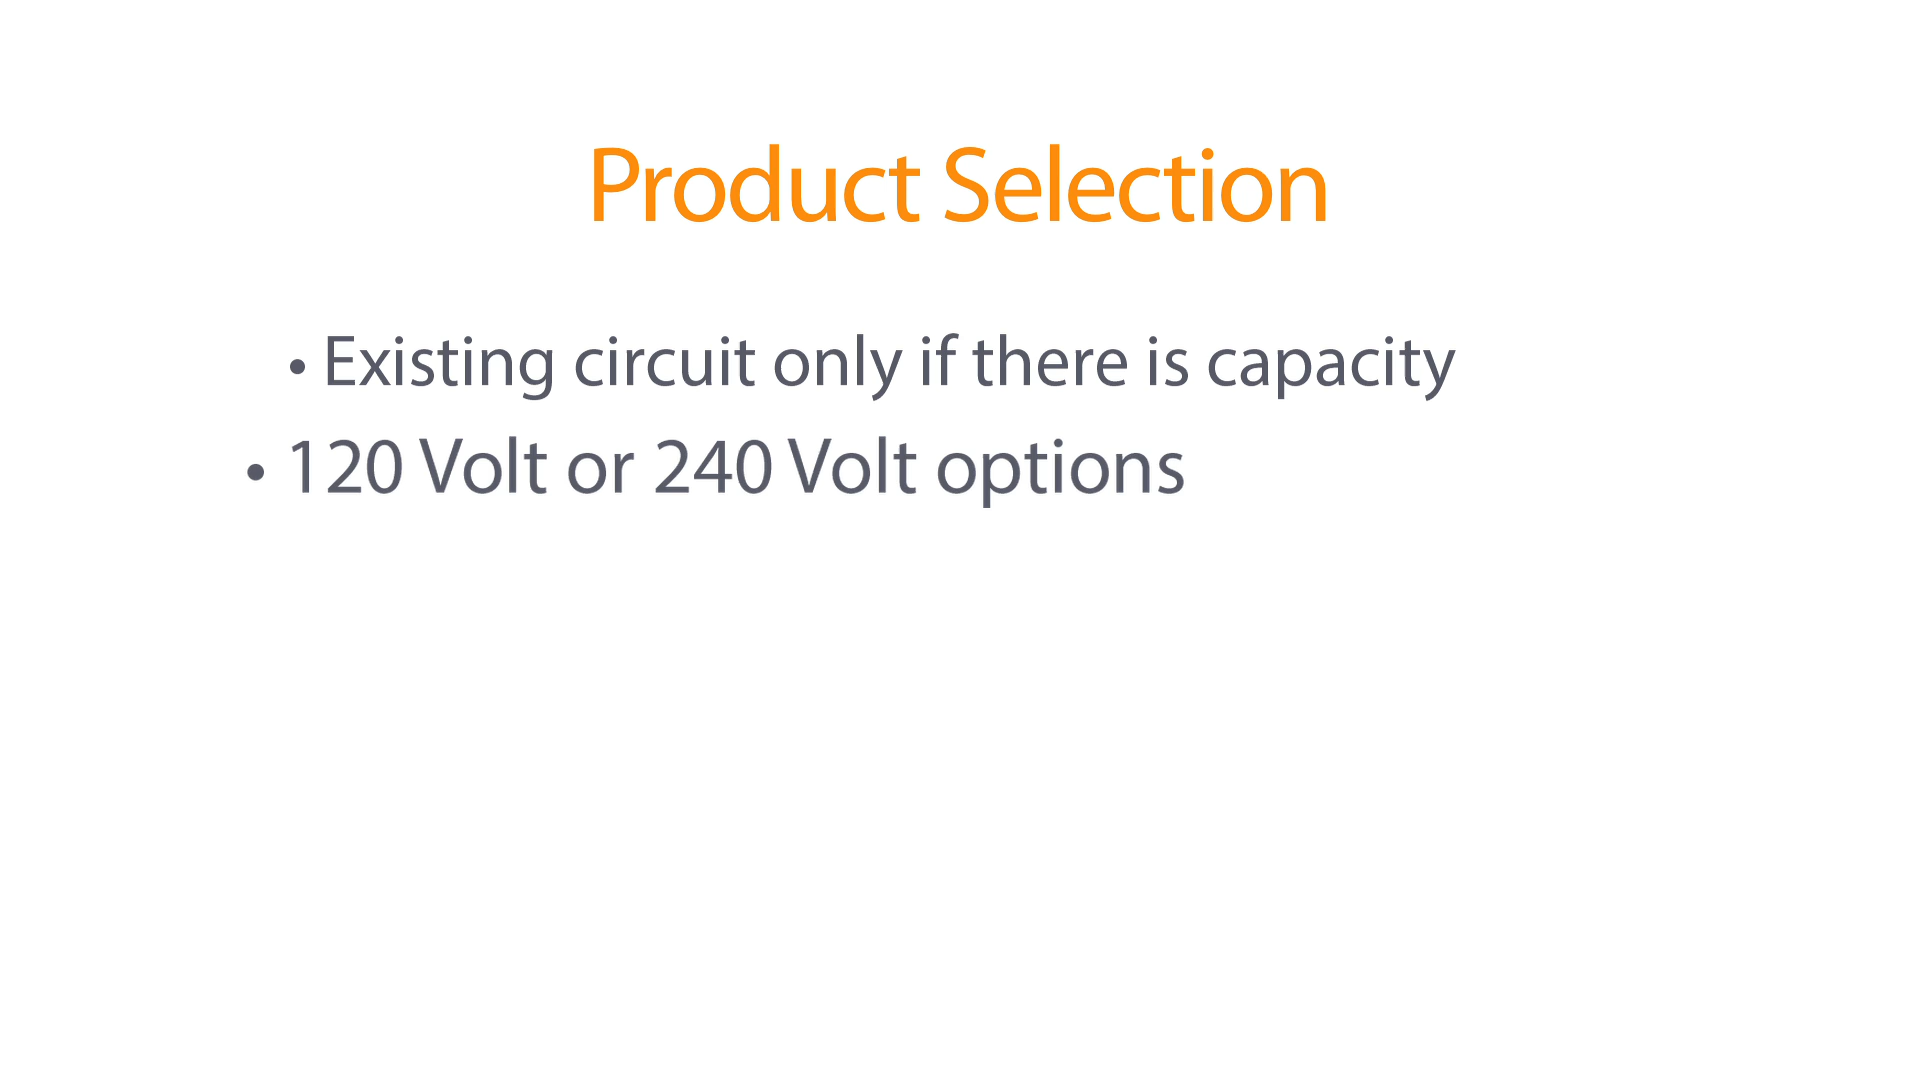 Product Selection
• Existing circuit only if there is capacity
• 120 Volt or 240 Volt options